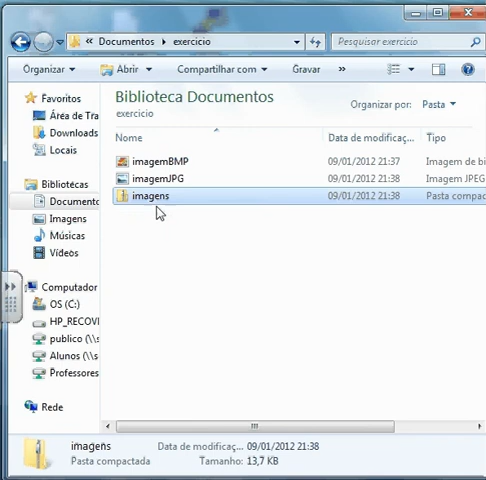 « Documentos ▸ exercicio
Pesquisar exercicio
Organizar Abrir Compartilhar com Gravar »
Biblioteca Documentos
exercicio
Organizar por: Pasta
Nome Data de modificaç... Tipo
imagemBMP 09/01/2012 21:37 Imagem de bi
imagemJPG 09/01/2012 21:38 Imagem JPEG
imagens 09/01/2012 21:38 Pasta compac
Favoritos
Área de Tra
Downloads
Locais
Bibliotecas
Documento
Imagens
Músicas
Vídeos
Computador
OS (C:)
HP_RECOVI
publico (\\s
Alunos (\\s
Professores
Rede
imagens Data de modificaç... 09/01/2012 21:38
Pasta compactada Tamanho: 13,7 KB